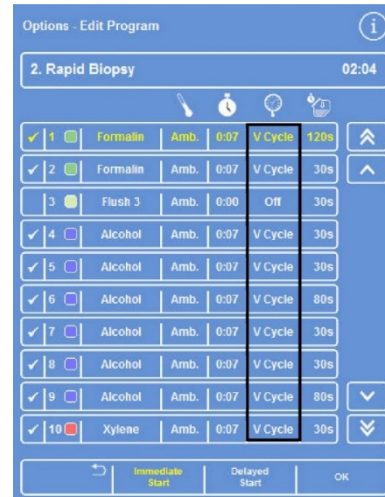 Options - Edit Program i
2. Rapid Biopsy 02:04
1 Formalin Amb. 0:07 V Cycle 120s
2 Formalin Amb. 0:07 V Cycle 30s
3 Flush 3 Amb. 0:00 Off 30s
4 Alcohol Amb. 0:07 V Cycle 30s
5 Alcohol Amb. 0:07 V Cycle 30s
6 Alcohol Amb. 0:07 V Cycle 80s
7 Alcohol Amb. 0:07 V Cycle 30s
8 Alcohol Amb. 0:07 V Cycle 30s
9 Alcohol Amb. 0:07 V Cycle 80s
10 Xylene Amb. 0:07 V Cycle 30s
Immediate Delayed OK
Start Start